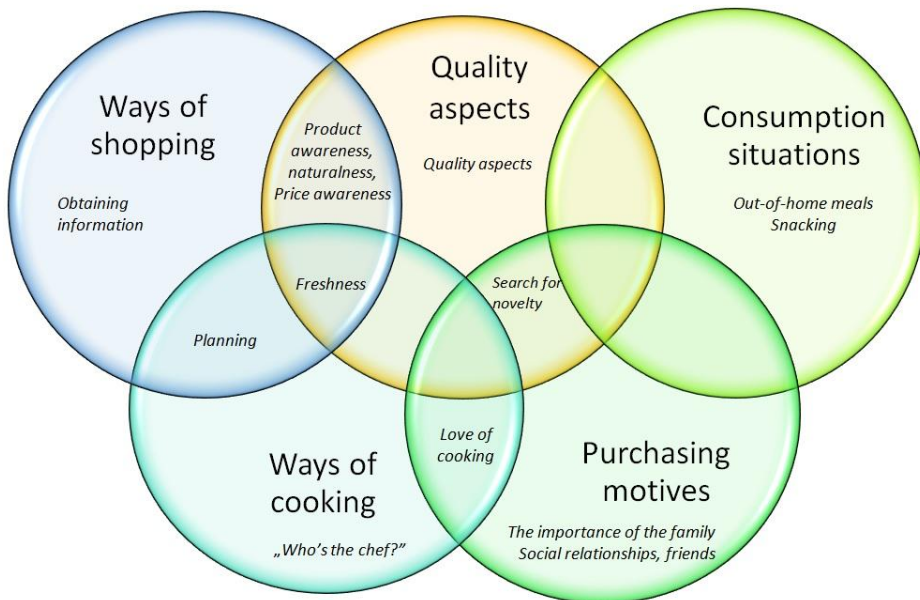 Ways of
shopping
Obtaining
information
Product
awareness,
naturalness,
Price awareness
Quality
aspects
Quality aspects
Consumption
situations
Out-of-home meals
Snacking
Freshness
Planning
Search for
novelty
Love of
cooking
Ways of
cooking
„Who's the chef?”
Purchasing
motives
The importance of the family
Social relationships, friends